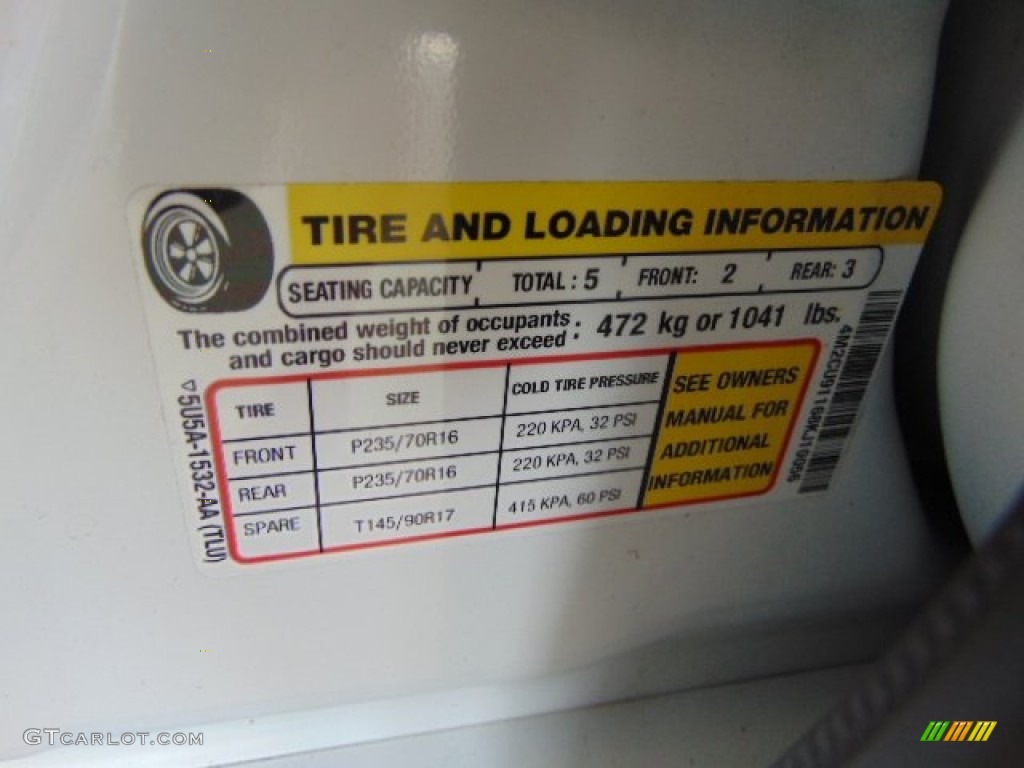 TIRE AND LOADING INFORMATION
SEATING CAPACITY TOTAL : 5 FRONT: 2 REAR: 3
The combined weight of occupants
and cargo should never exceed : 472 kg or 1041 lbs.
TIRE SIZE COLD TIRE PRESSURE
FRONT P235/70R16 220 KPA, 32 PSI
REAR P235/70R16 220 KPA, 32 PSI
SPARE T145/90R17 415 KPA, 60 PSI
SEE OWNERS
MANUAL FOR
ADDITIONAL
INFORMATION
5U5A-1532-AA (TLU)
4M2CU91168KJ19066
GTCARLOT.COM